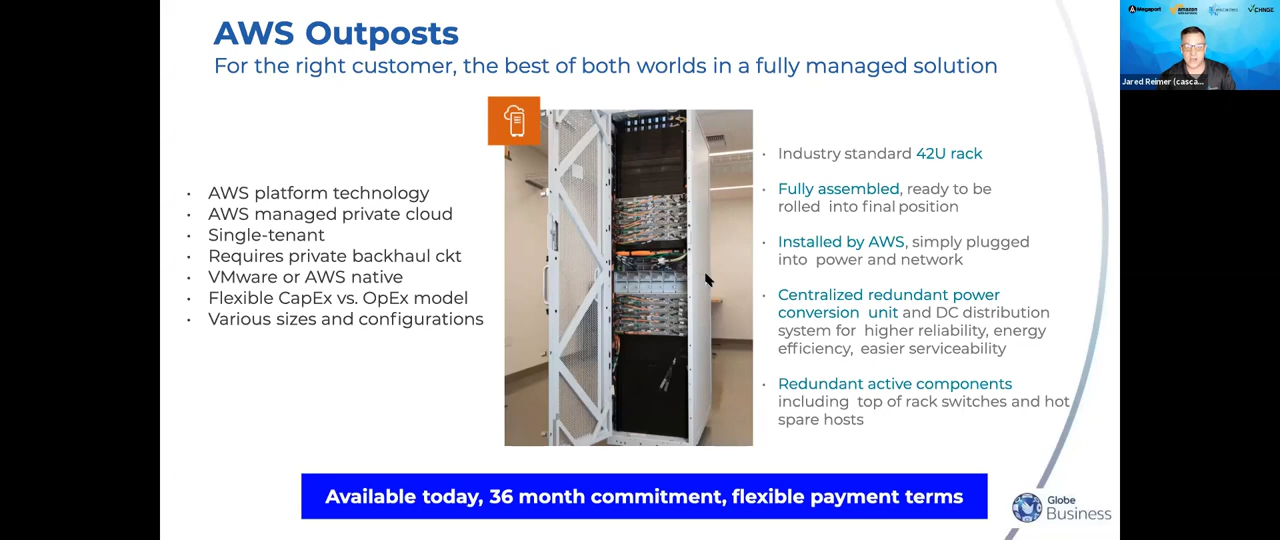 AWS Outposts
For the right customer, the best of both worlds in a fully managed solution
• AWS platform technology
• AWS managed private cloud
• Single-tenant
• Requires private backhaul ckt
• VMware or AWS native
• Flexible CapEx vs. OpEx model
• Various sizes and configurations
• Industry standard 42U rack
• Fully assembled, ready to be
rolled into final position
• Installed by AWS, simply plugged
into power and network
• Centralized redundant power
conversion unit and DC distribution
system for higher reliability, energy
efficiency, easier serviceability
• Redundant active components
including top of rack switches and hot
spare hosts
Available today, 36 month commitment, flexible payment terms
Globe
Business
Megaport
amazon
CHNGE
Jared Reimer (casca...